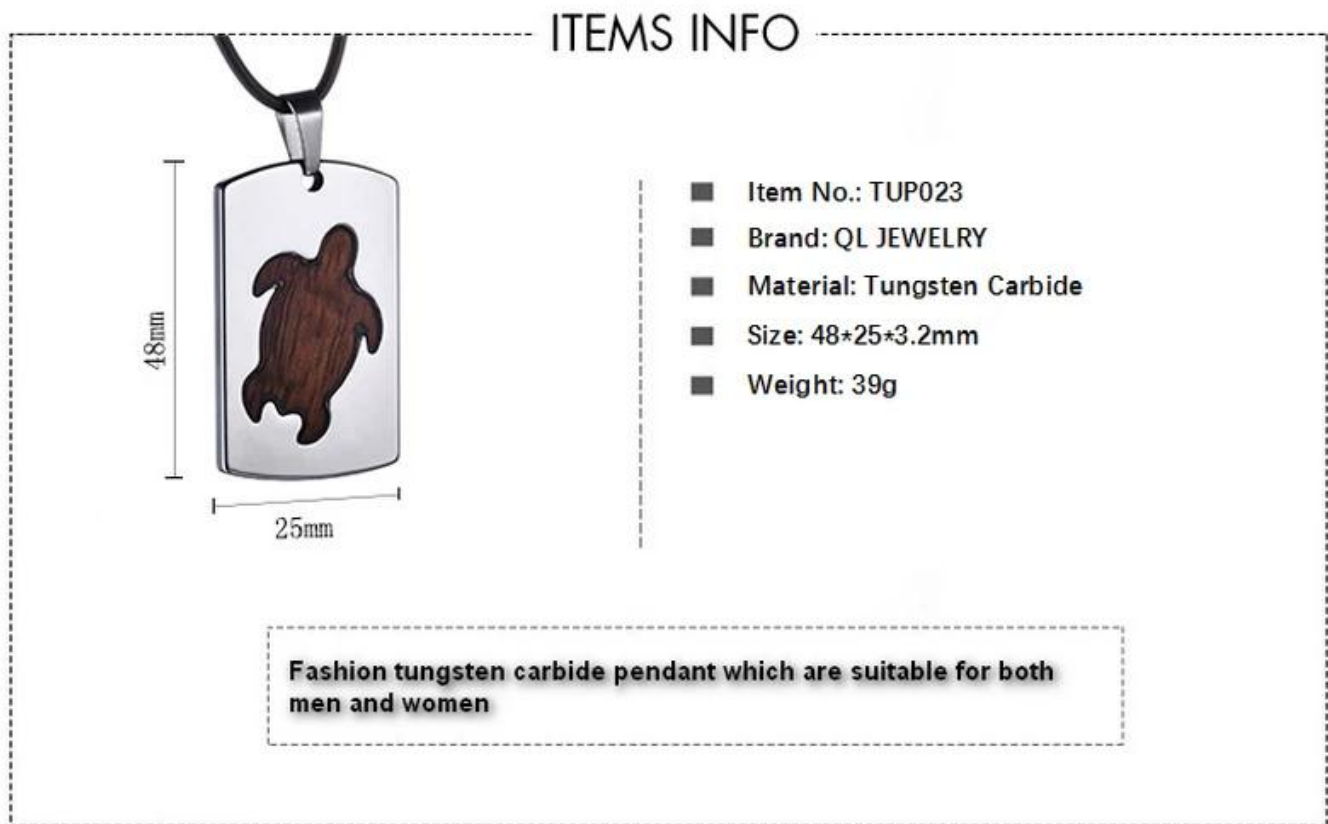 ITEMS INFO
48mm
25mm
Item No.: TUP023
Brand: QL JEWELRY
Material: Tungsten Carbide
Size: 48*25*3.2mm
Weight: 39g
Fashion tungsten carbide pendant which are suitable for both
men and women